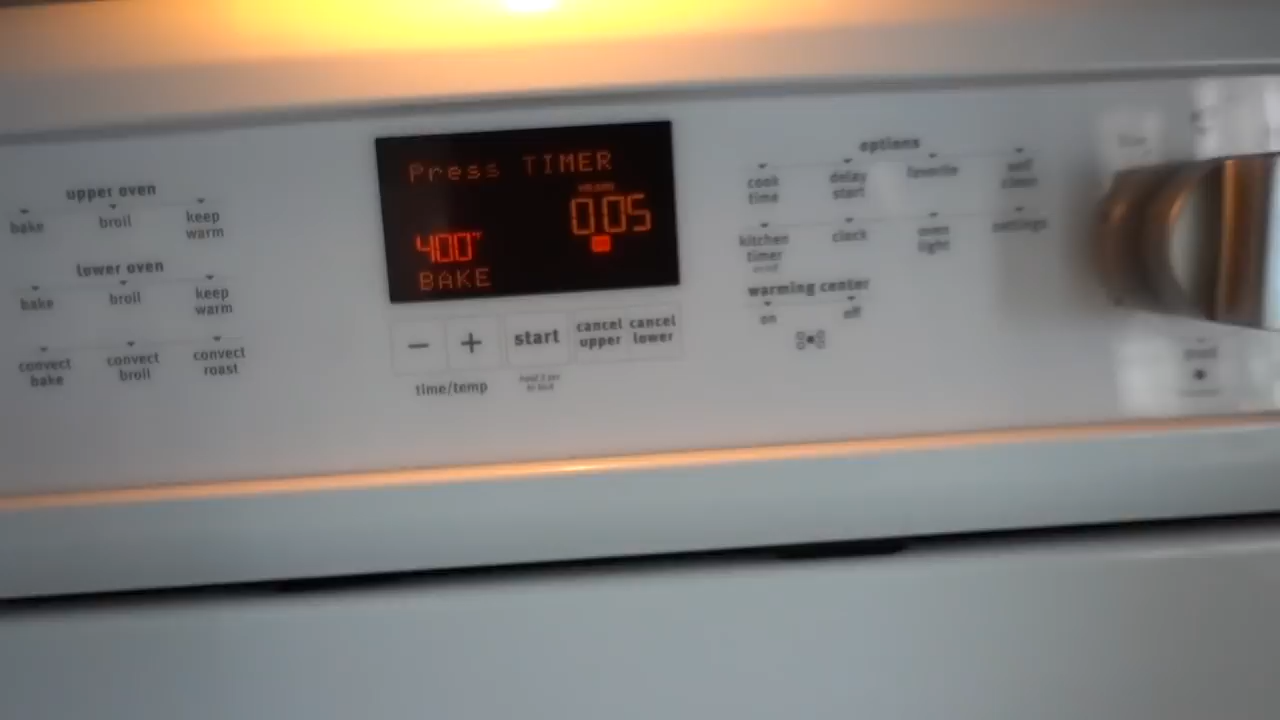 Press TIMER
0:05
400°
BAKE
upper oven
bake broil keep warm
lower oven
bake broil keep warm
convect bake convect broil convect roast
− + start cancel upper cancel lower
time/temp
options
cook time delay start favorite self clean
kitchen timer clock oven light settings
warming center
on off